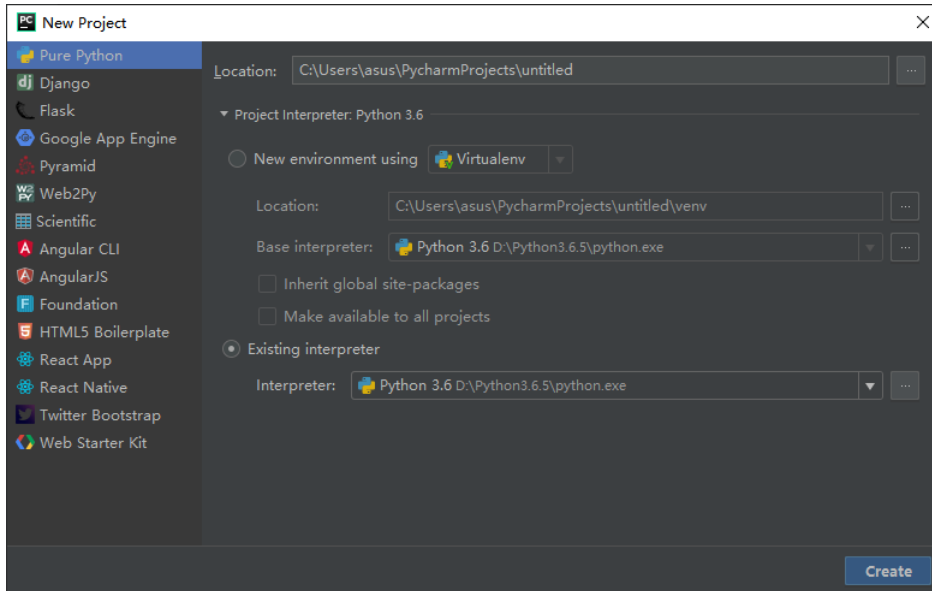 PC New Project
Pure Python
dj Django
Flask
Google App Engine
Pyramid
W2PY Web2Py
Scientific
Angular CLI
AngularJS
F Foundation
HTML5 Boilerplate
React App
React Native
Twitter Bootstrap
Web Starter Kit
Location: C:\Users\asus\PycharmProjects\untitled ...
Project Interpreter: Python 3.6
New environment using Virtualenv
Location: C:\Users\asus\PycharmProjects\untitled\venv ...
Base interpreter: Python 3.6 D:\Python3.6.5\python.exe ...
Inherit global site-packages
Make available to all projects
Existing interpreter
Interpreter: Python 3.6 D:\Python3.6.5\python.exe ...
Create